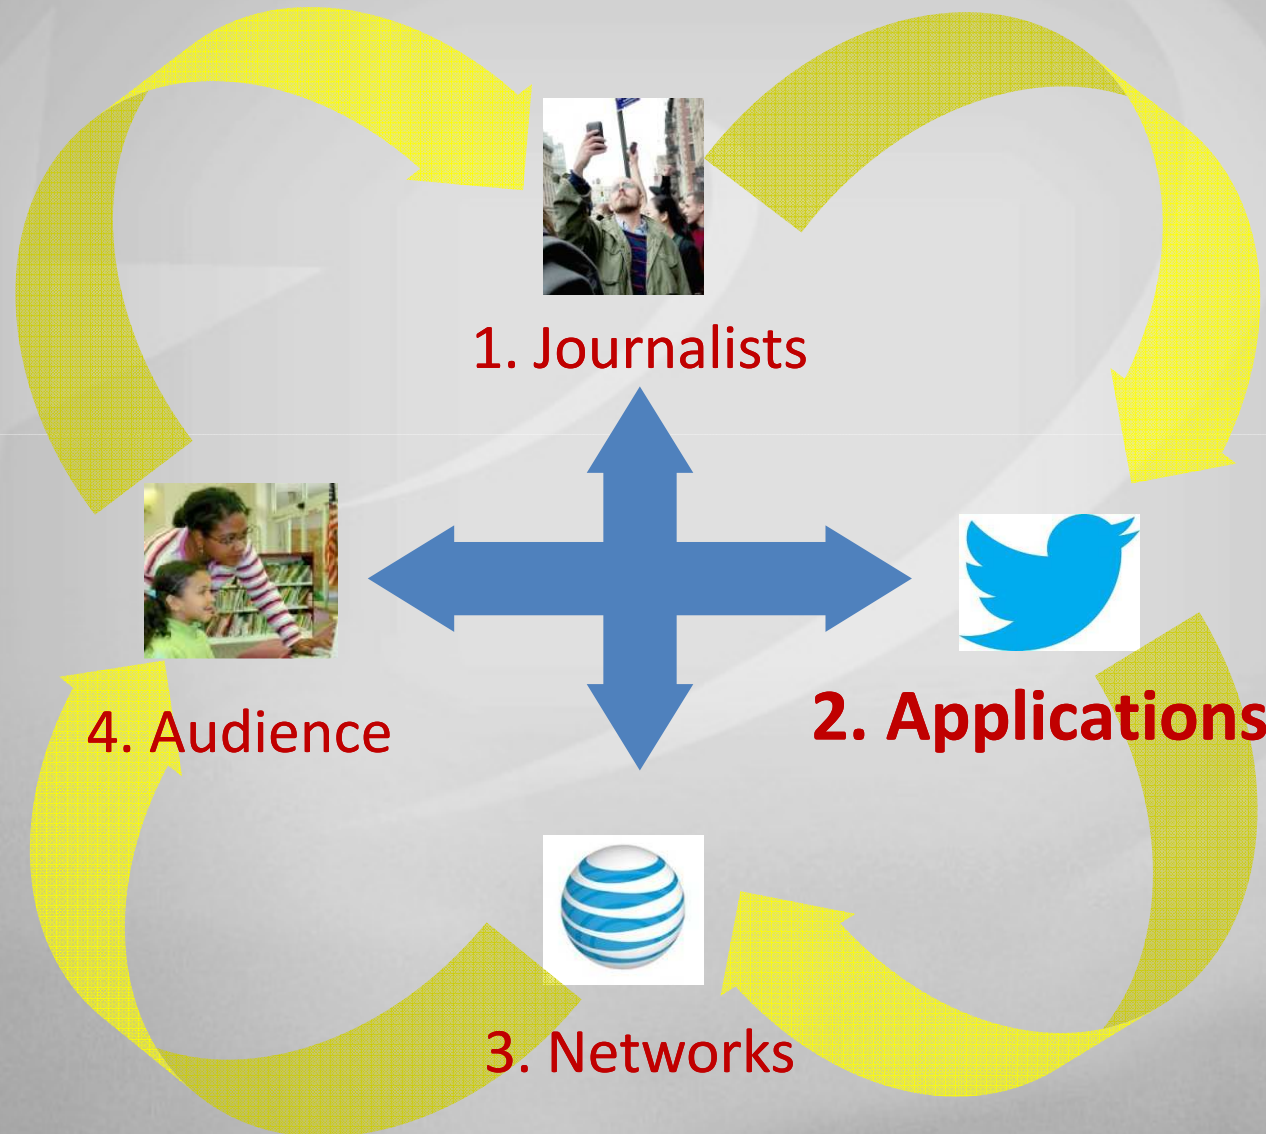 1. Journalists
2. Applications
4. Audience
3. Networks